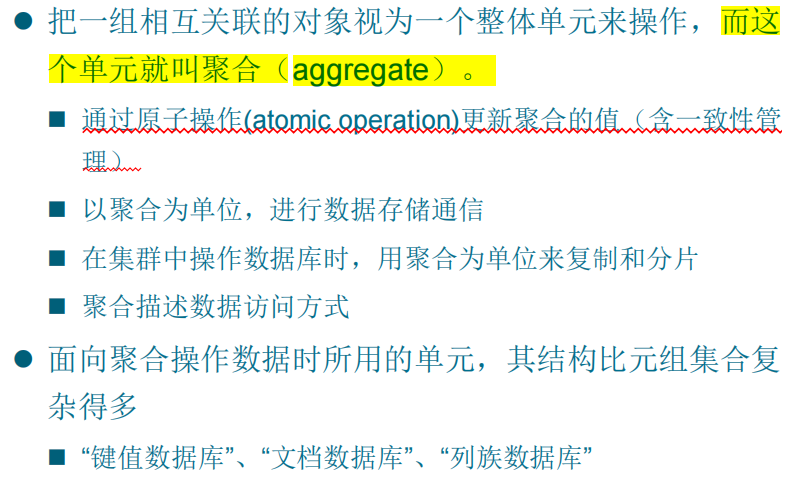 ● 把一组相互关联的对象视为一个整体单元来操作，而这
个单元就叫聚合（aggregate）。
■ 通过原子操作(atomic operation)更新聚合的值（含一致性管
理）
■ 以聚合为单位，进行数据存储通信
■ 在集群中操作数据库时，用聚合为单位来复制和分片
■ 聚合描述数据访问方式
● 面向聚合操作数据时所用的单元，其结构比元组集合复
杂得多
■ “键值数据库”、“文档数据库”、“列族数据库”